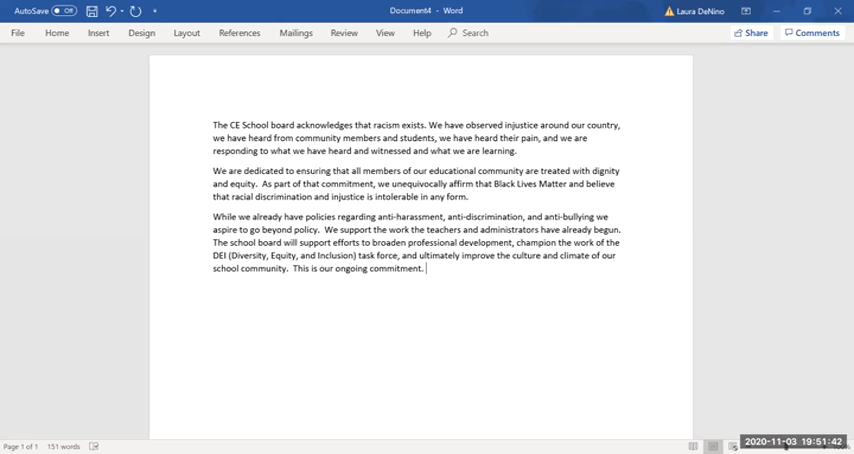 AutoSave Off Document4 - Word Laura DeNino
File Home Insert Design Layout References Mailings Review View Help Search Share Comments
The CE School board acknowledges that racism exists. We have observed injustice around our country,
we have heard from community members and students, we have heard their pain, and we are
responding to what we have heard and witnessed and what we are learning.
We are dedicated to ensuring that all members of our educational community are treated with dignity
and equity. As part of that commitment, we unequivocally affirm that Black Lives Matter and believe
that racial discrimination and injustice is intolerable in any form.
While we already have policies regarding anti-harassment, anti-discrimination, and anti-bullying we
aspire to go beyond policy. We support the work the teachers and administrators have already begun.
The school board will support efforts to broaden professional development, champion the work of the
DEI (Diversity, Equity, and Inclusion) task force, and ultimately improve the culture and climate of our
school community. This is our ongoing commitment.
Page 1 of 1 151 words 2020-11-03 19:51:42